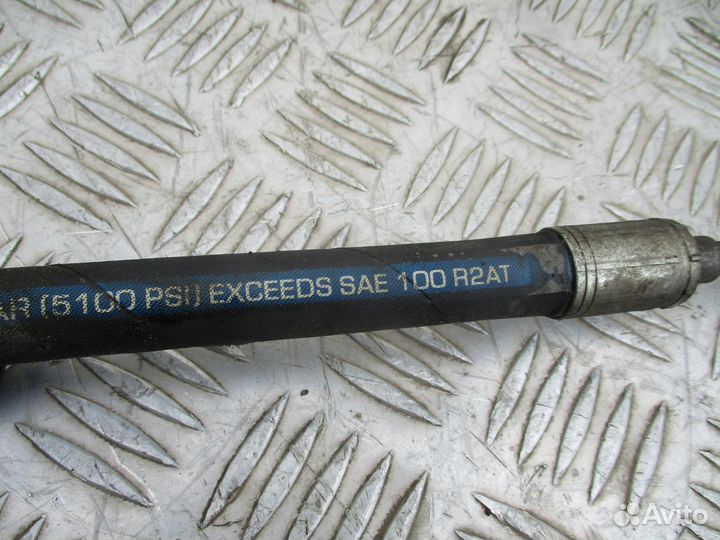 AR (5100 PSI) EXCEEDS SAE 100 R2AT
Avito